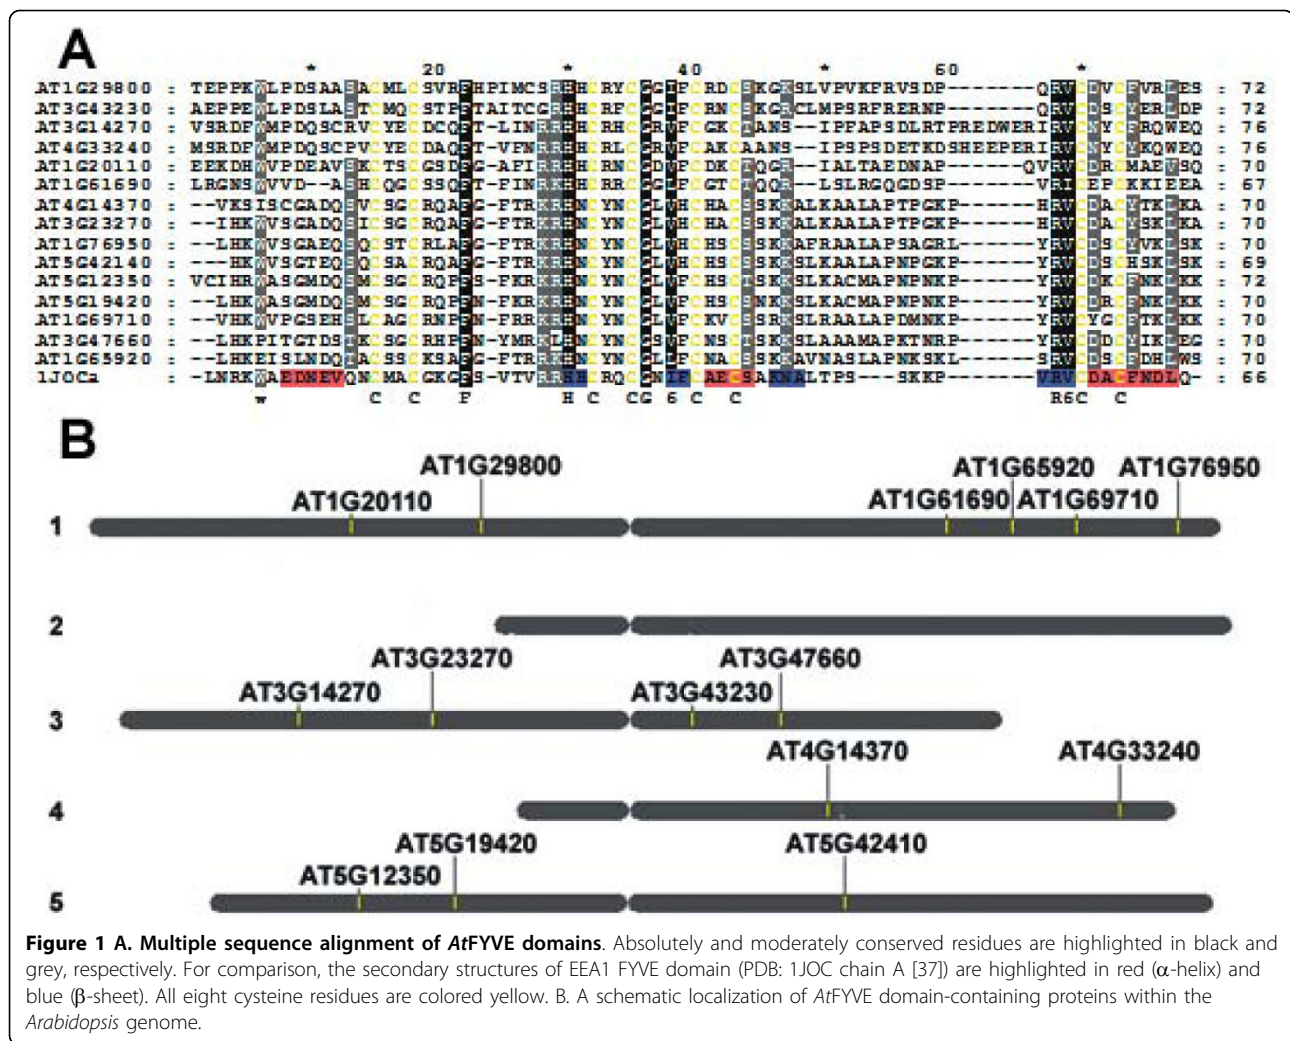 A
* 20 * 40 * 60 *
AT1G29800 : TEPPKWLPDSAASACMLCSVRFHPIMCSRHHCRYCGGIFCRDCSKGKSLVPVKFRVSDP-------QRVCDVCFVRLES : 72
AT3G43230 : AEPPEWLPDSLASACMQCSTPFTAITCGRHHCRFCGGIFCRNCSKGRCLMPSRFRERNP-------QRVCDSCYERLDP : 72
AT3G14270 : VSRDFWMPDQSCRVCYECDCQFT-LINRRHHCRHCGRVFCGKCTANS--IPFAPSDLRTPREDWERIRVCNYCFRQWEQ : 76
AT4G33240 : MSRDFWMPDQSCPVCYECDAQFT-VFNRRHHCRLCGRVFCAKCAANS--IPSPSDETKDSHEEPERIRVCNYCYKQWEQ : 76
AT1G20110 : EEKDHWVPDEAVSKCTSCGSDFG-AFIRRHHCRNCGDVFCDKCTQGR--IALTAEDNAP------QVRVCDRCMAEVSQ : 70
AT1G61690 : LRGNSWVVD--ASHCQGCSSQFT-FINRKHHCRRCGGLFCGTCTQQR--LSLRGQGDSP-------VRICEPCKKIEEA : 67
AT4G14370 : --VKSISCGADQSVCSGCRQAFG-FTRKRHNCYNCGLVHCHACSSKKALKAALAPTPGKP------HRVCDACYTKLKA : 70
AT3G23270 : --IHKWVSGADQSICSGCRQAFG-FTRKRHNCYNCGLVHCHACSSKKALKAALAPTPGKP------HRVCDACYSKLKA : 70
AT1G76950 : --LHKWVSGAEQSQCSTCRLAFG-FTRKRHNCYNCGLVHCHSCSSKKAFRAALAPSAGRL------YRVCDSCYVKLSK : 70
AT5G42140 : ---HKWVSGTEQSQCSACRQAFG-FTRKRHNCYNCGLVHCHSCSSKKSLKAALAPNPGKP------YRVCDSCHSKLSK : 69
AT5G12350 : VCIHRWASGMDQSMCSGCRQPFS-FKRKRHNCYNCGLVFCHSCTSKKSLKACMAPNPNKP------YRVCDKCFNKLKK : 72
AT5G19420 : --LHKWASGMDQSMCSGCRQPFN-FKRKRHNCYNCGLVFCHSCSNKKSLKACMAPNPNKP------YRVCDRCFNKLKK : 70
AT1G69710 : --VHKWVPGSEHSLCAGCRNPFN-FRRKRHNCYNCGLVFCKVCSSRKSLRAALAPDMNKP------YRVCYGCFTKLKK : 70
AT3G47660 : --LHKPITGTDTSKCSGCRHPFN-YMRKLHNCYNCGSVFCNSCTSKKSLAASMAPKTNRP------YRVCDDCYIKLEG : 70
AT1G65920 : --LHKEISLNDQTACSSCKSAFG-FTRKRHNCYNCGLLFCNACSSKKAVNASLAPNKSKL------SRVCDSCFDHLWS : 70
1JOCa : --LNRKWAEDNEVQNCMACGKGFS-VTVRRHHCRQCGNIFCAECSAKNALTPS---SKKP------VRVCDACFNDLQ- : 66
w C C F H C CG 6 C C R6C C
B
AT1G29800 AT1G65920 AT1G76950
AT1G20110 AT1G61690 AT1G69710
1
2
AT3G23270 AT3G47660
AT3G14270 AT3G43230
3
AT4G14370 AT4G33240
4
AT5G19420 AT5G42410
AT5G12350
5
Figure 1 A. Multiple sequence alignment of AtFYVE domains. Absolutely and moderately conserved residues are highlighted in black and
grey, respectively. For comparison, the secondary structures of EEA1 FYVE domain (PDB: 1JOC chain A [37]) are highlighted in red (α-helix) and
blue (β-sheet). All eight cysteine residues are colored yellow. B. A schematic localization of AtFYVE domain-containing proteins within the
Arabidopsis genome.